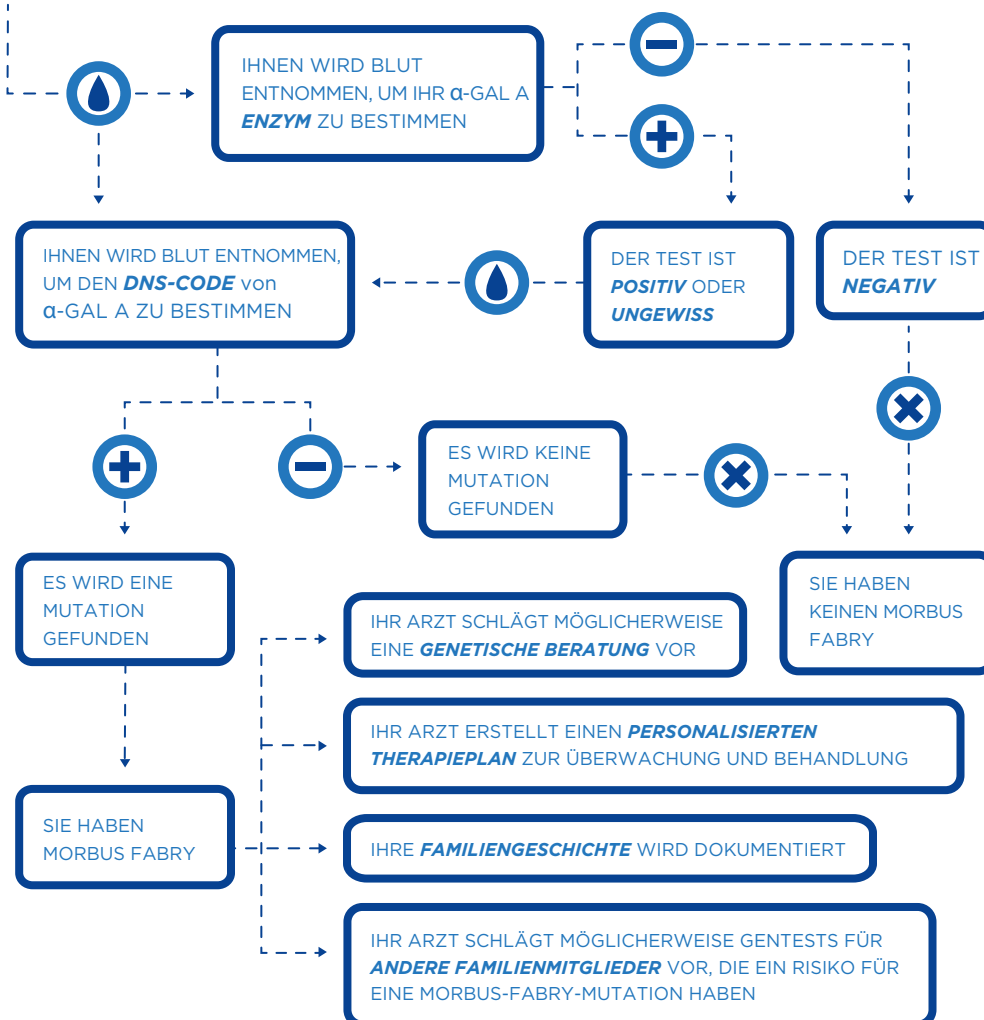 IHNEN WIRD BLUT
ENTNOMMEN, UM IHR α-GAL A
ENZYM ZU BESTIMMEN
IHNEN WIRD BLUT ENTNOMMEN,
UM DEN DNS-CODE von
α-GAL A ZU BESTIMMEN
DER TEST IST
POSITIV ODER
UNGEWISS
DER TEST IST
NEGATIV
ES WIRD KEINE
MUTATION
GEFUNDEN
ES WIRD EINE
MUTATION
GEFUNDEN
SIE HABEN
KEINEN MORBUS
FABRY
IHR ARZT SCHLÄGT MÖGLICHERWEISE
EINE GENETISCHE BERATUNG VOR
IHR ARZT ERSTELLT EINEN PERSONALISIERTEN
THERAPIEPLAN ZUR ÜBERWACHUNG UND BEHANDLUNG
SIE HABEN
MORBUS FABRY
IHRE FAMILIENGESCHICHTE WIRD DOKUMENTIERT
IHR ARZT SCHLÄGT MÖGLICHERWEISE GENTESTS FÜR
ANDERE FAMILIENMITGLIEDER VOR, DIE EIN RISIKO FÜR
EINE MORBUS-FABRY-MUTATION HABEN